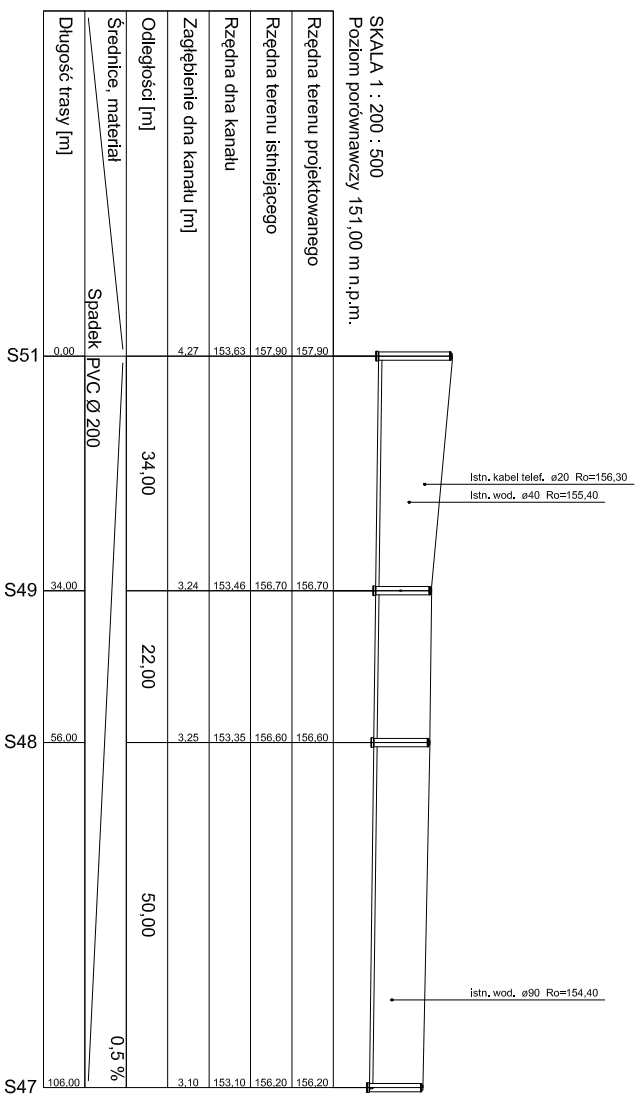 SKALA 1 : 200 : 500
Poziom porównawczy 151,00 m n.p.m.
Istn. kabel telef. ø20 Ro=156,30
Istn. wod. ø40 Ro=155,40
istn. wod. ø90 Ro=154,40
Rzędna terenu projektowanego
157,90 156,70 156,60 156,20
Rzędna terenu istniejącego
157,90 156,70 156,60 156,20
Rzędna dna kanału
153,63 153,46 153,35 153,10
Zagłębienie dna kanału [m]
4,27 3,24 3,25 3,10
Odległości [m]
34,00 22,00 50,00
Średnice, materiał
PVC Ø 200 0,5 %
Spadek
Długość trasy [m]
0,00 34,00 56,00 106,00
S51 S49 S48 S47